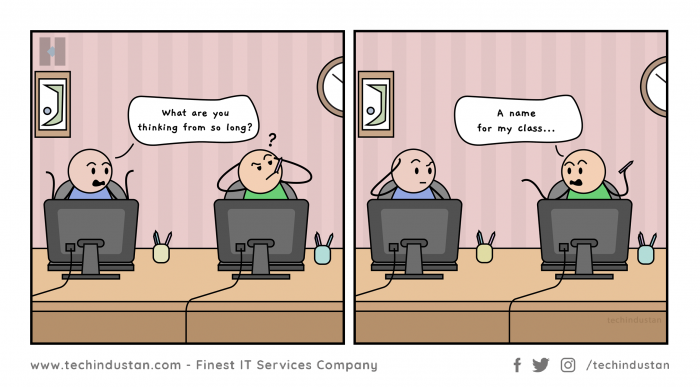 What are you
thinking from so long?
?
A name
for my class...
techindustan
www.techindustan.com - Finest IT Services Company
/techindustan